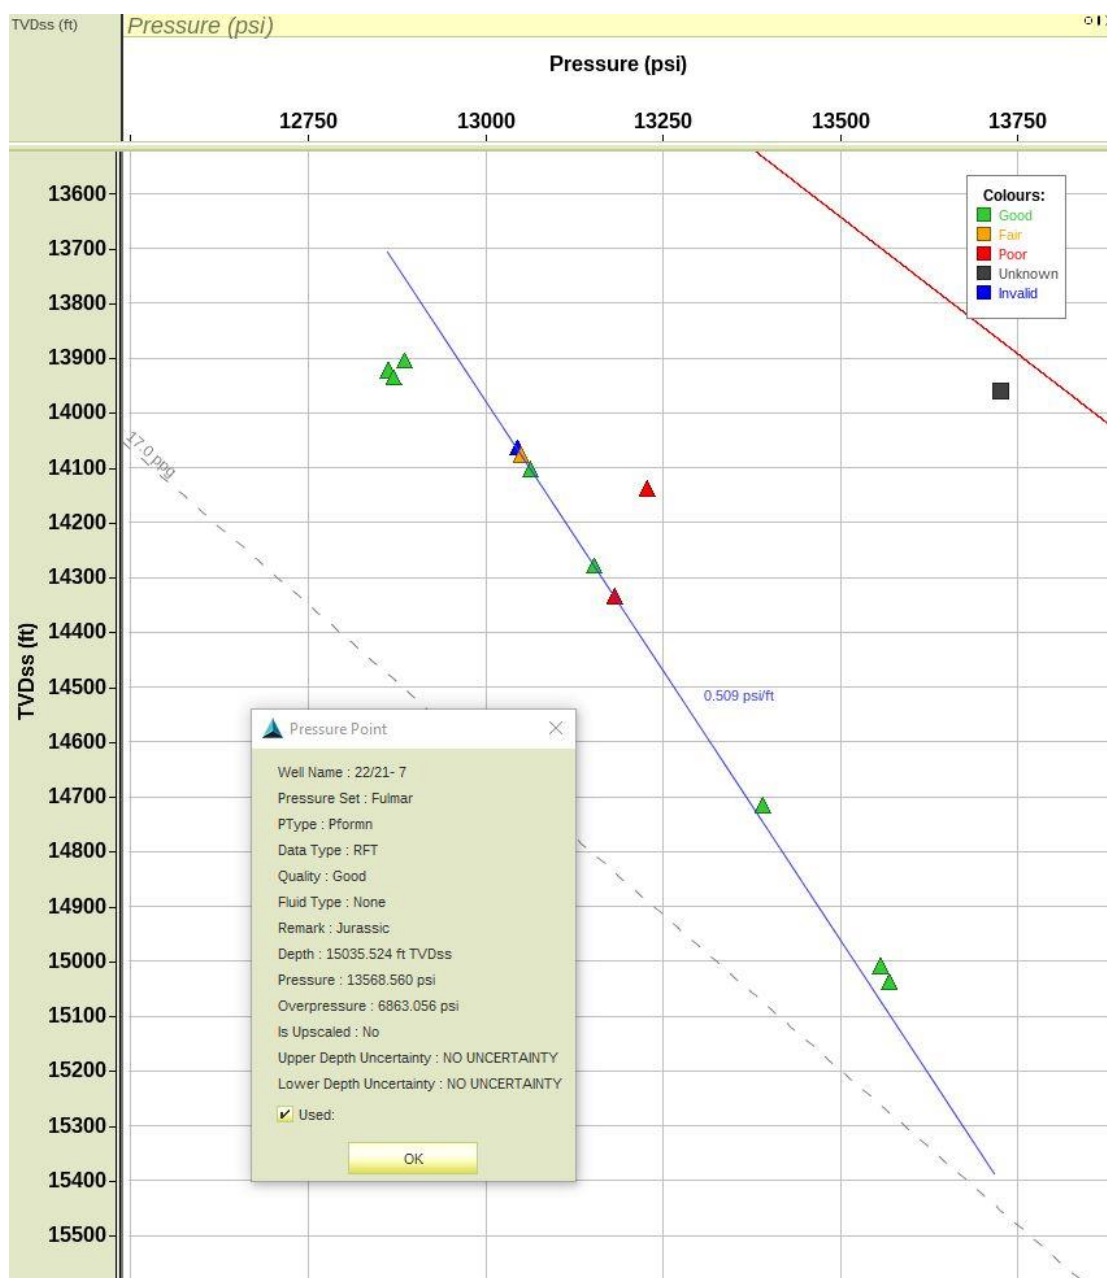 TVDss (ft)
Pressure (psi)
Pressure (psi)
12750 13000 13250 13500 13750
Colours:
Good
Fair
Poor
Unknown
Invalid
13600
13700
13800
13900
14000
14100
14200
14300
14400
14500
14600
14700
14800
14900
15000
15100
15200
15300
15400
15500
TVDss (ft)
17.0 ppg
0.509 psi/ft
Pressure Point
Well Name : 22/21- 7
Pressure Set : Fulmar
PType : Pformn
Data Type : RFT
Quality : Good
Fluid Type : None
Remark : Jurassic
Depth : 15035.524 ft TVDss
Pressure : 13568.560 psi
Overpressure : 6863.056 psi
Is Upscaled : No
Upper Depth Uncertainty : NO UNCERTAINTY
Lower Depth Uncertainty : NO UNCERTAINTY
Used:
OK